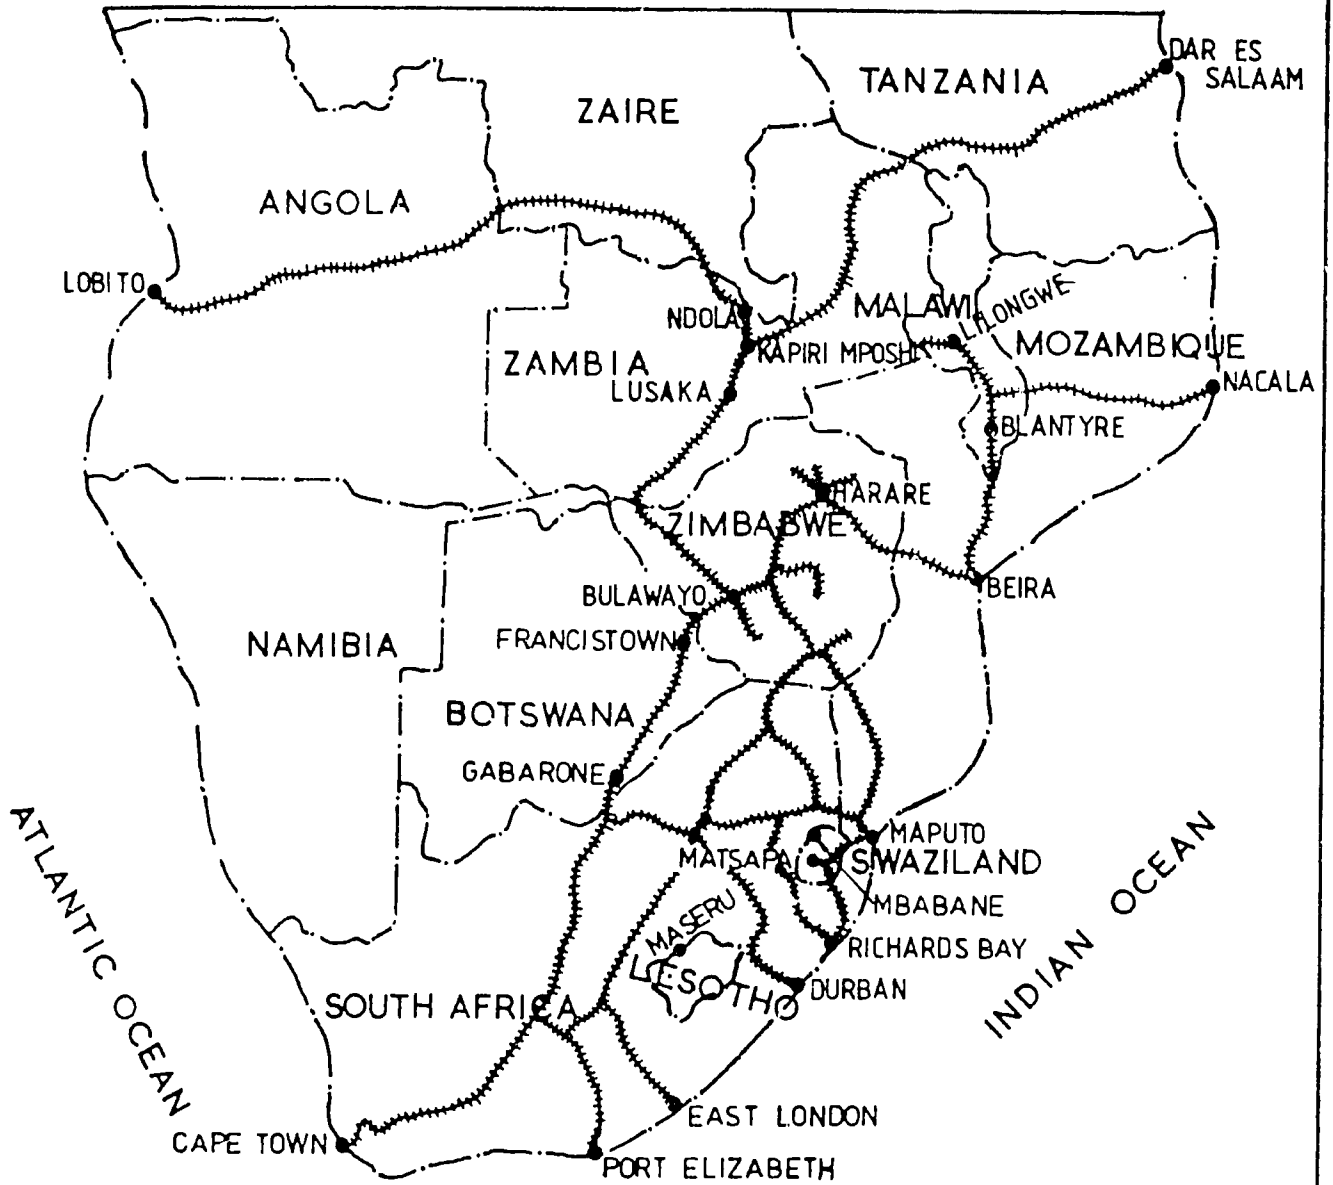 DAR ES
SALAAM
TANZANIA
ZAIRE
ANGOLA
LOBITO
NDOLA
MALAWI
LILONGWE
KAPIRI MPOSHI
MOZAMBIQUE
ZAMBIA
LUSAKA
NACALA
BLANTYRE
HARARE
ZIMBABWE
BULAWAYO
BEIRA
FRANCISTOWN
NAMIBIA
BOTSWANA
GABARONE
MAPUTO
MATSAPA
SWAZILAND
MBABANE
MASERU
RICHARDS BAY
LESOTHO
DURBAN
SOUTH AFRICA
ATLANTIC OCEAN
INDIAN OCEAN
EAST LONDON
CAPE TOWN
PORT ELIZABETH